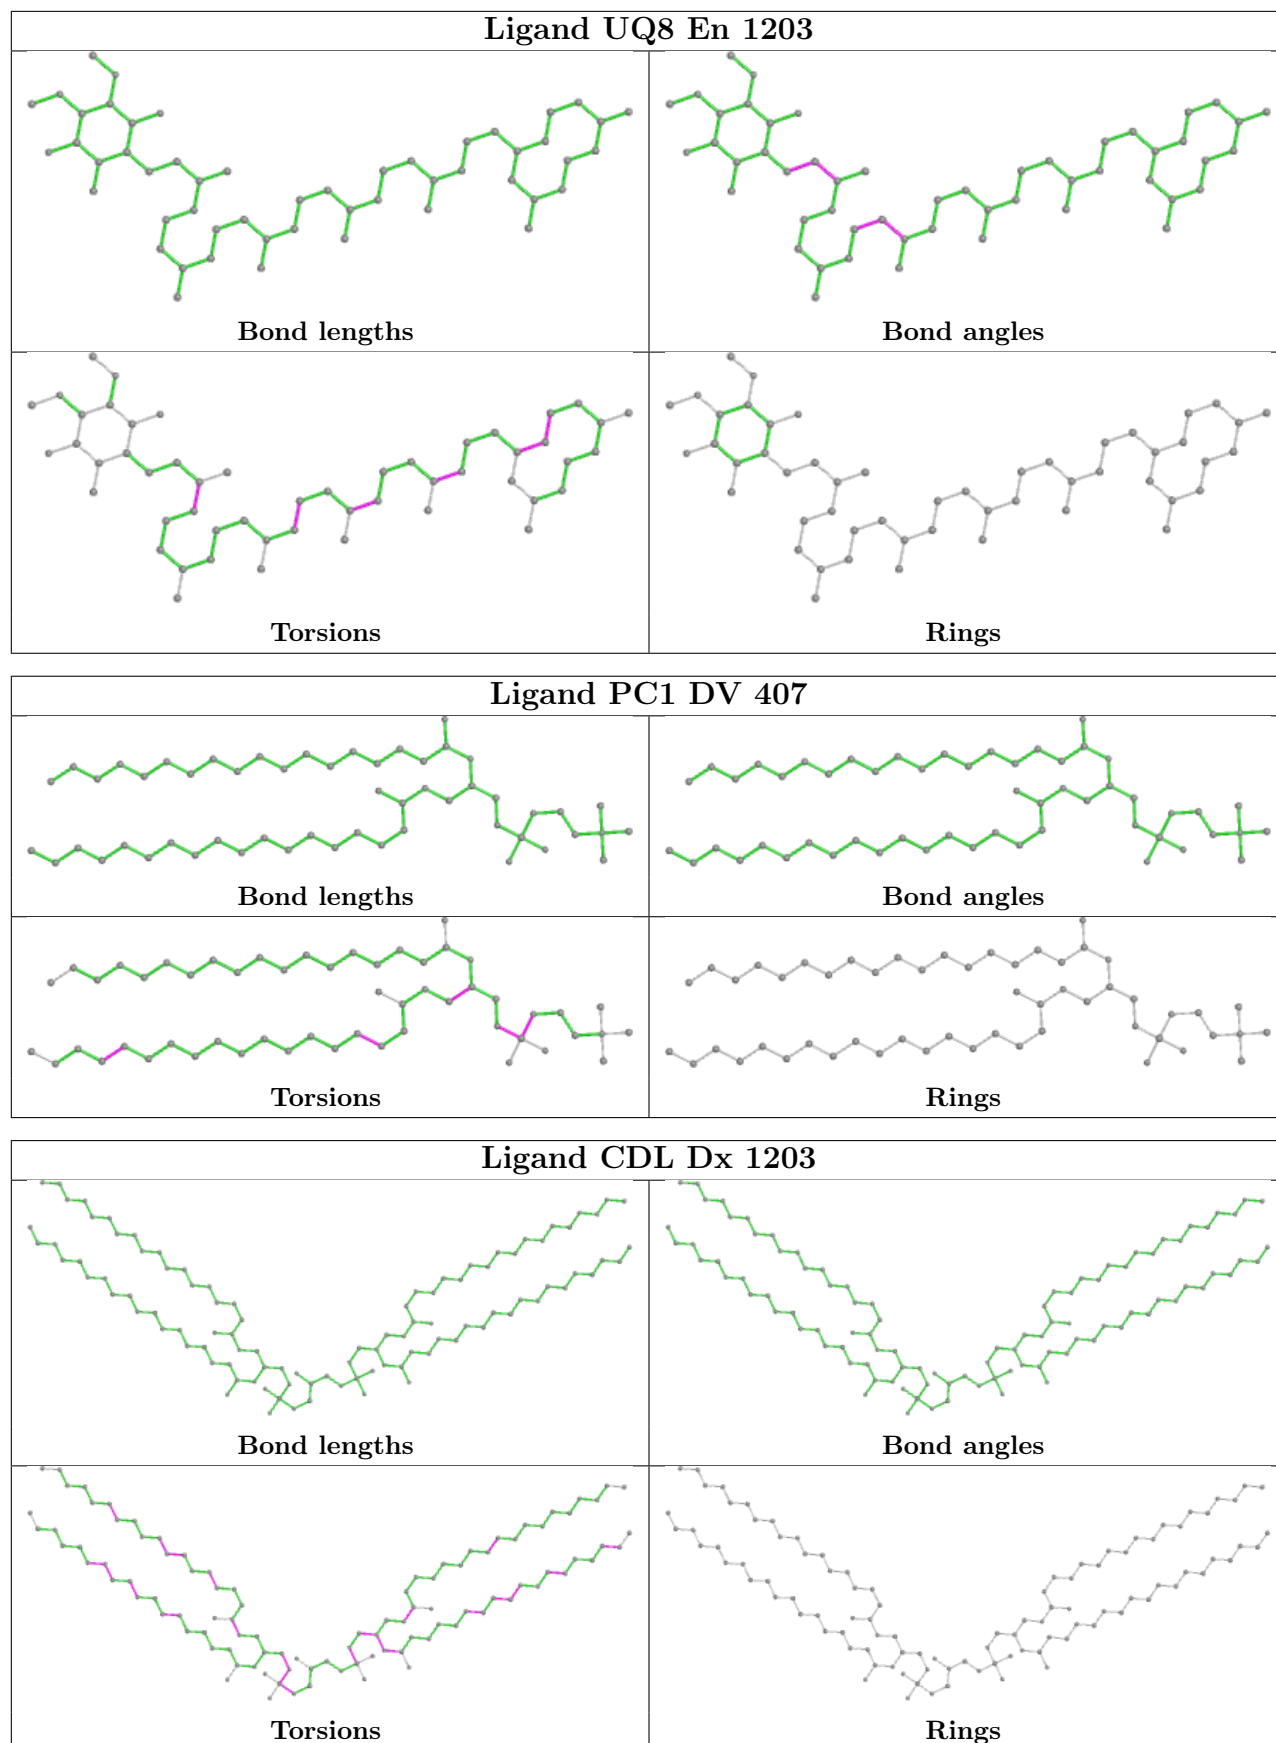 Ligand UQ8 En 1203
Bond lengths
Bond angles
Torsions
Rings
Ligand PC1 DV 407
Bond lengths
Bond angles
Torsions
Rings
Ligand CDL Dx 1203
Bond lengths
Bond angles
Torsions
Rings